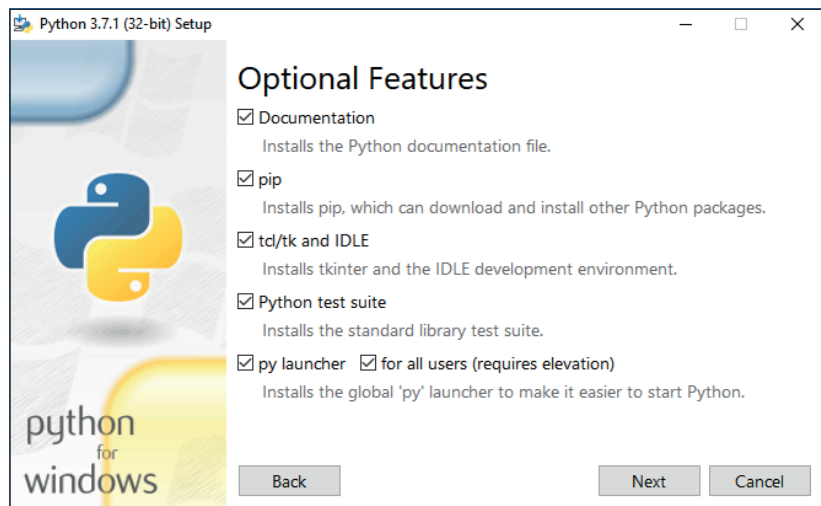 Python 3.7.1 (32-bit) Setup
Optional Features
Documentation
Installs the Python documentation file.
pip
Installs pip, which can download and install other Python packages.
tcl/tk and IDLE
Installs tkinter and the IDLE development environment.
Python test suite
Installs the standard library test suite.
py launcher for all users (requires elevation)
Installs the global 'py' launcher to make it easier to start Python.
python
for
windows
Back Next Cancel